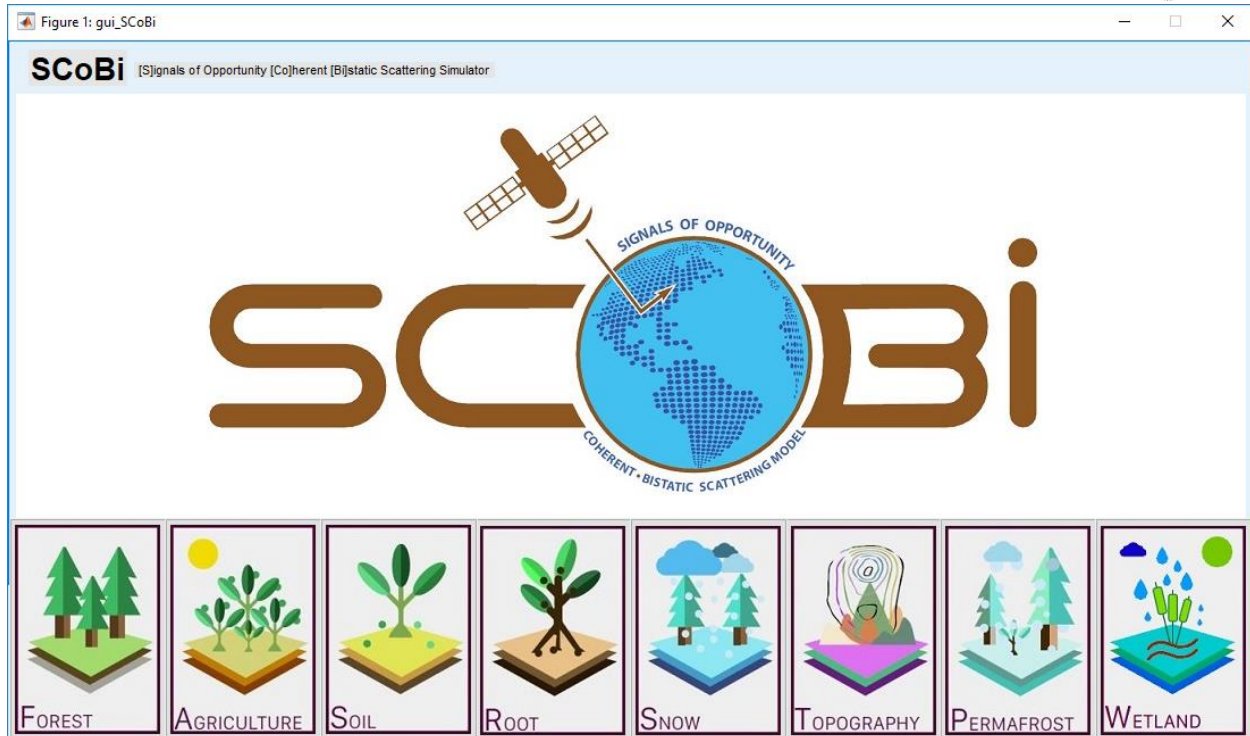 Figure 1: gui_SCoBi
SCoBi [S]ignals of Opportunity [Co]herent [Bi]static Scattering Simulator
SIGNALS OF OPPORTUNITY
SCOBi
COHERENT • BISTATIC SCATTERING MODEL
FOREST
AGRICULTURE
SOIL
ROOT
SNOW
TOPOGRAPHY
PERMAFROST
WETLAND